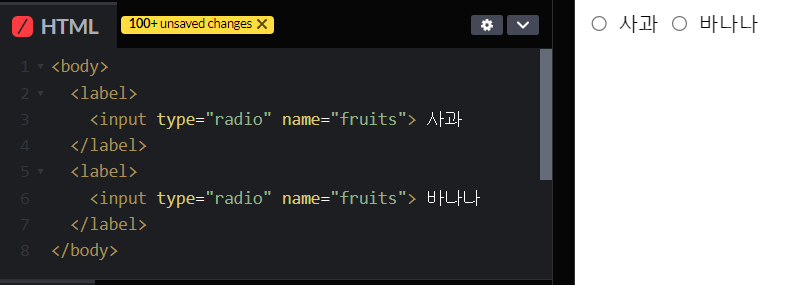 HTML
100+ unsaved changes ×
1 <body>
2 <label>
3 <input type="radio" name="fruits"> 사과
4 </label>
5 <label>
6 <input type="radio" name="fruits"> 바나나
7 </label>
8 </body>
사과 바나나